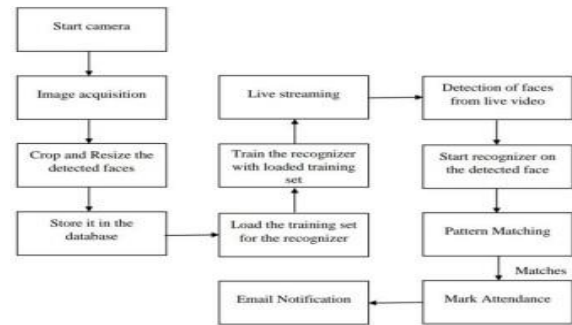 Start camera
Image acquisition
Crop and Resize the
detected faces
Store it in the
database
Load the training set
for the recognizer
Train the recognizer
with loaded training
set
Live streaming
Detection of faces
from live video
Start recognizer on
the detected face
Pattern Matching
Matches
Mark Attendance
Email Notification